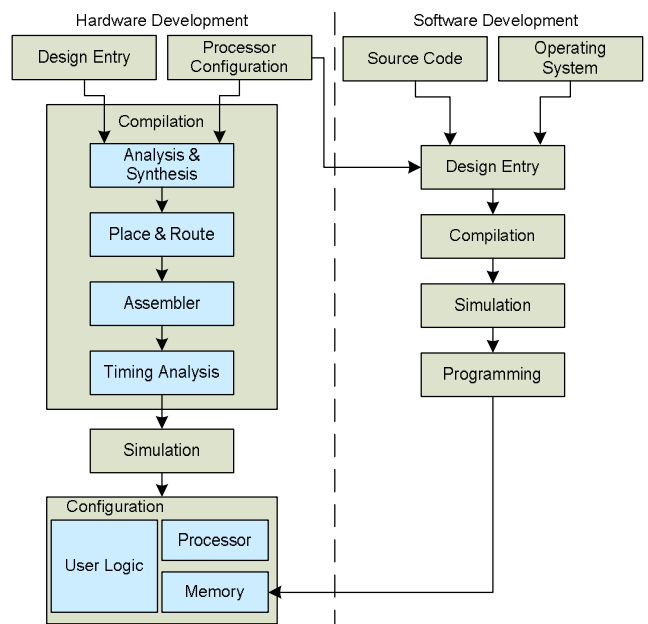 Hardware Development
Software Development
Design Entry
Processor
Configuration
Source Code
Operating
System
Compilation
Analysis &
Synthesis
Design Entry
Place & Route
Compilation
Assembler
Simulation
Timing Analysis
Programming
Simulation
Configuration
User Logic
Processor
Memory